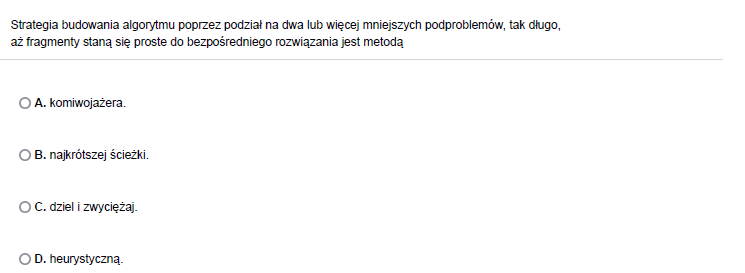 Strategia budowania algorytmu poprzez podział na dwa lub więcej mniejszych podproblemów, tak długo,
aż fragmenty staną się proste do bezpośredniego rozwiązania jest metodą
A. komiwojażera.
B. najkrótszej ścieżki.
C. dziel i zwyciężaj.
D. heurystyczną.